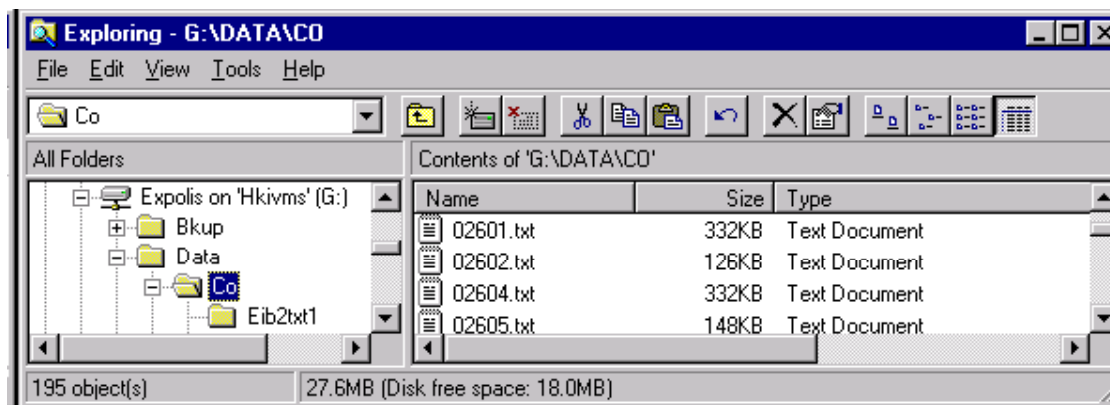 Exploring - G:\DATA\CO
File Edit View Tools Help
Co
All Folders
Contents of 'G:\DATA\CO'
Expolis on 'Hkivms' (G:)
Bkup
Data
Co
Eib2txt1
Name Size Type
02601.txt 332KB Text Document
02602.txt 126KB Text Document
02604.txt 332KB Text Document
02605.txt 148KB Text Document
195 object(s) 27.6MB (Disk free space: 18.0MB)